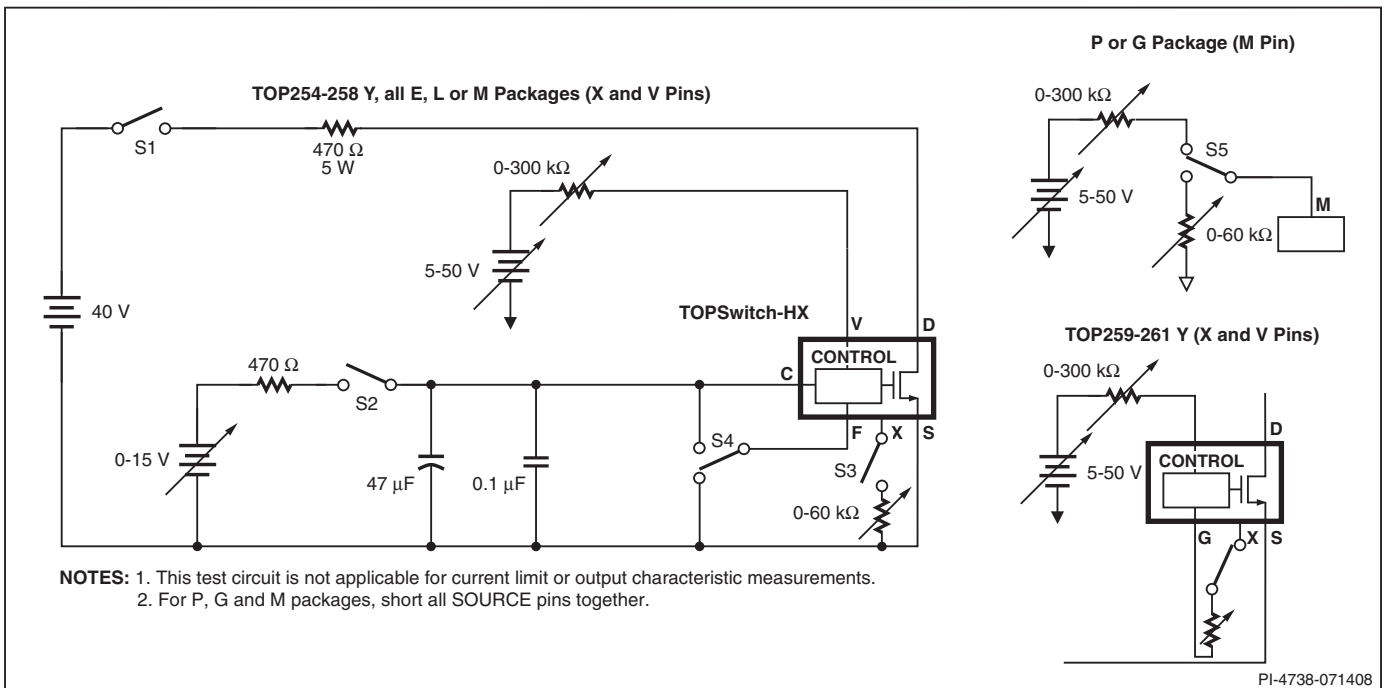 P or G Package (M Pin)
TOP254-258 Y, all E, L or M Packages (X and V Pins)
0-300 kΩ
S1
470 Ω
5 W
S5
0-300 kΩ
5-50 V
M
0-60 kΩ
5-50 V
40 V
TOPSwitch-HX
V
D
TOP259-261 Y (X and V Pins)
CONTROL
C
470 Ω
S2
0-300 kΩ
F
X
S
D
S4
S3
0-15 V
47 μF
0.1 μF
0-60 kΩ
5-50 V
CONTROL
G
X
S
NOTES: 1. This test circuit is not applicable for current limit or output characteristic measurements.
2. For P, G and M packages, short all SOURCE pins together.
PI-4738-071408